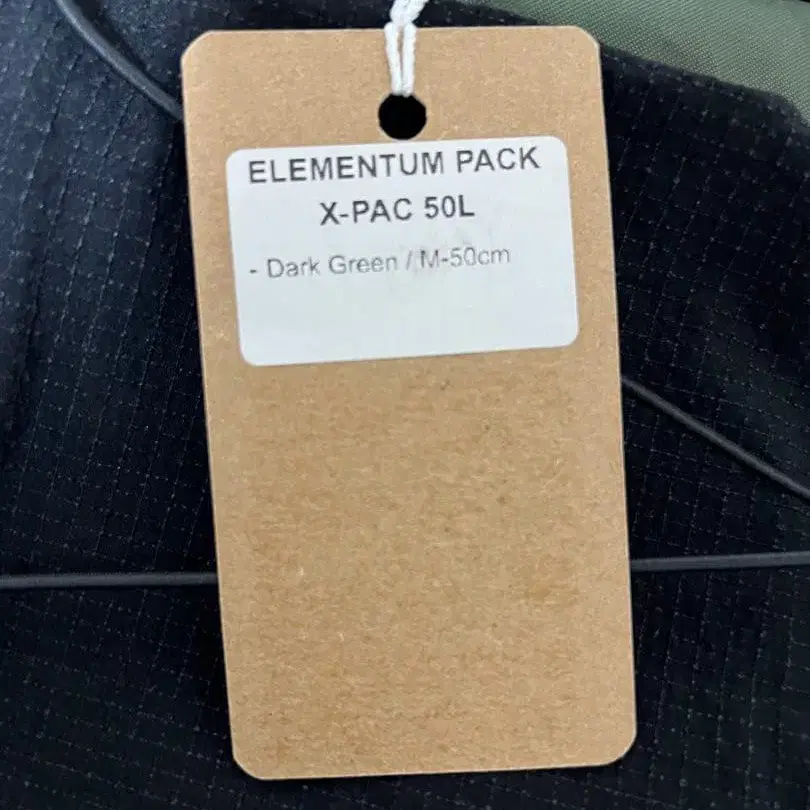 ELEMENTUM PACK
X-PAC 50L
- Dark Green / M-50cm